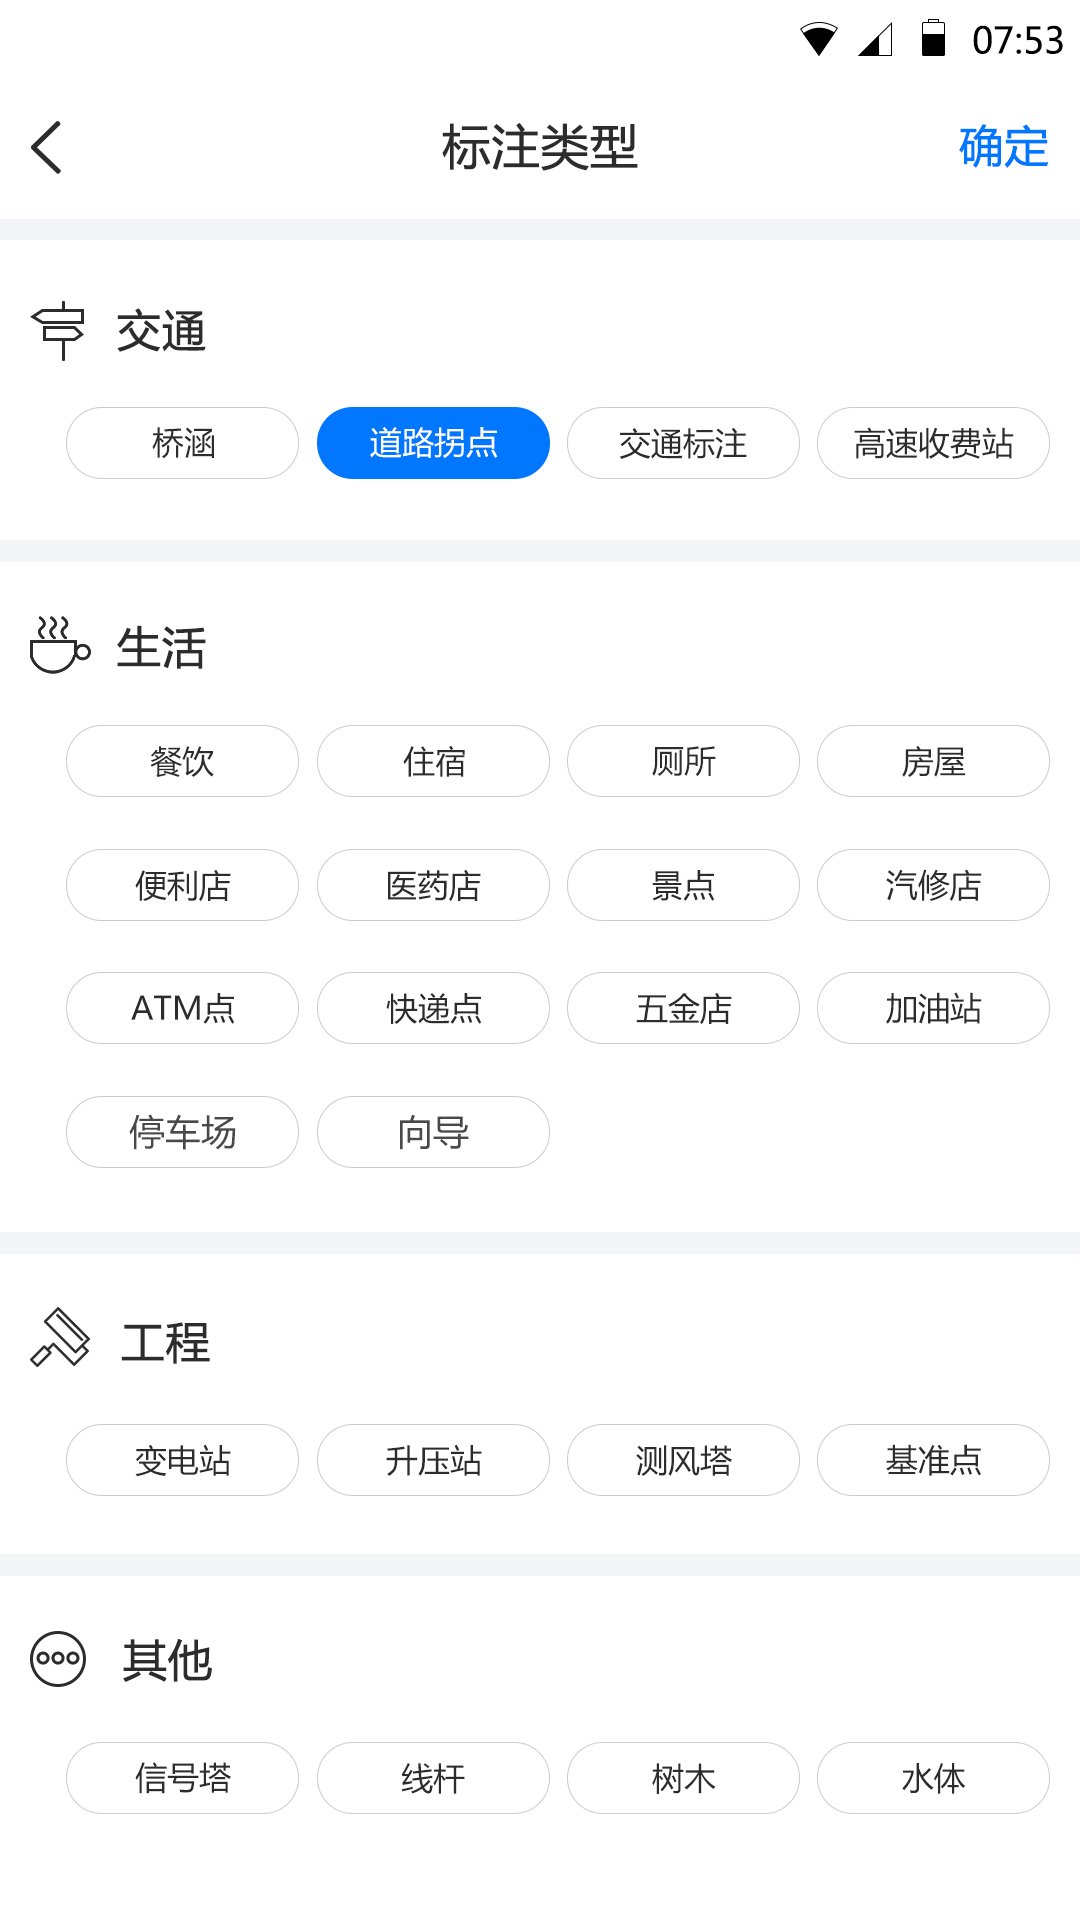 07:53
标注类型 确定
交通
桥涵 道路拐点 交通标注 高速收费站
生活
餐饮 住宿 厕所 房屋
便利店 医药店 景点 汽修店
ATM点 快递点 五金店 加油站
停车场 向导
工程
变电站 升压站 测风塔 基准点
其他
信号塔 线杆 树木 水体